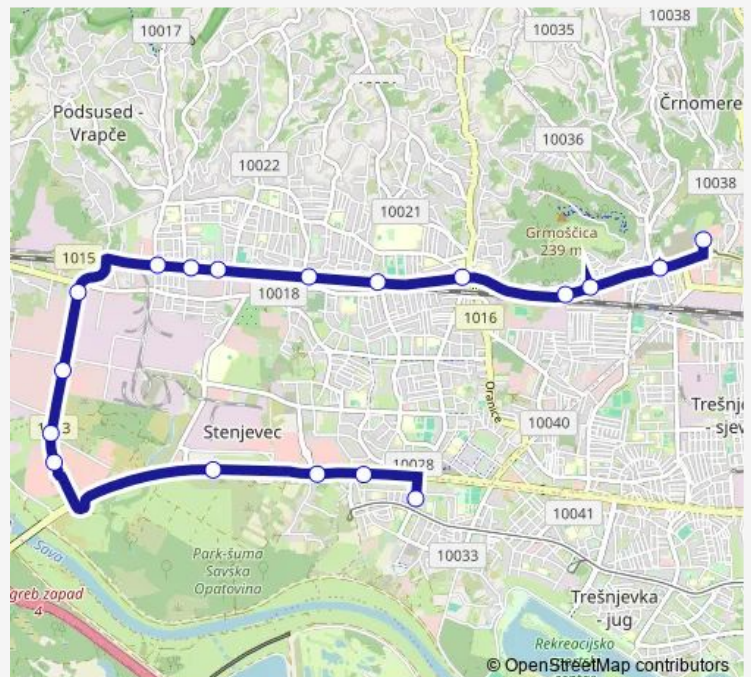 10017
10035
10038
Podsused -
Vrapče
Črnomere
10036
10022
10038
10021
Grmoščica
239 m
1015
10018
1016
Oranice
Trešnje
- sjev
10040
Stenjevec
10028
10041
10033
Park-šuma
Savska
Opatovina
Sava
greb zapad
4
Trešnjevka
- jug
Rekreacijsko
© OpenStreetMap contributors